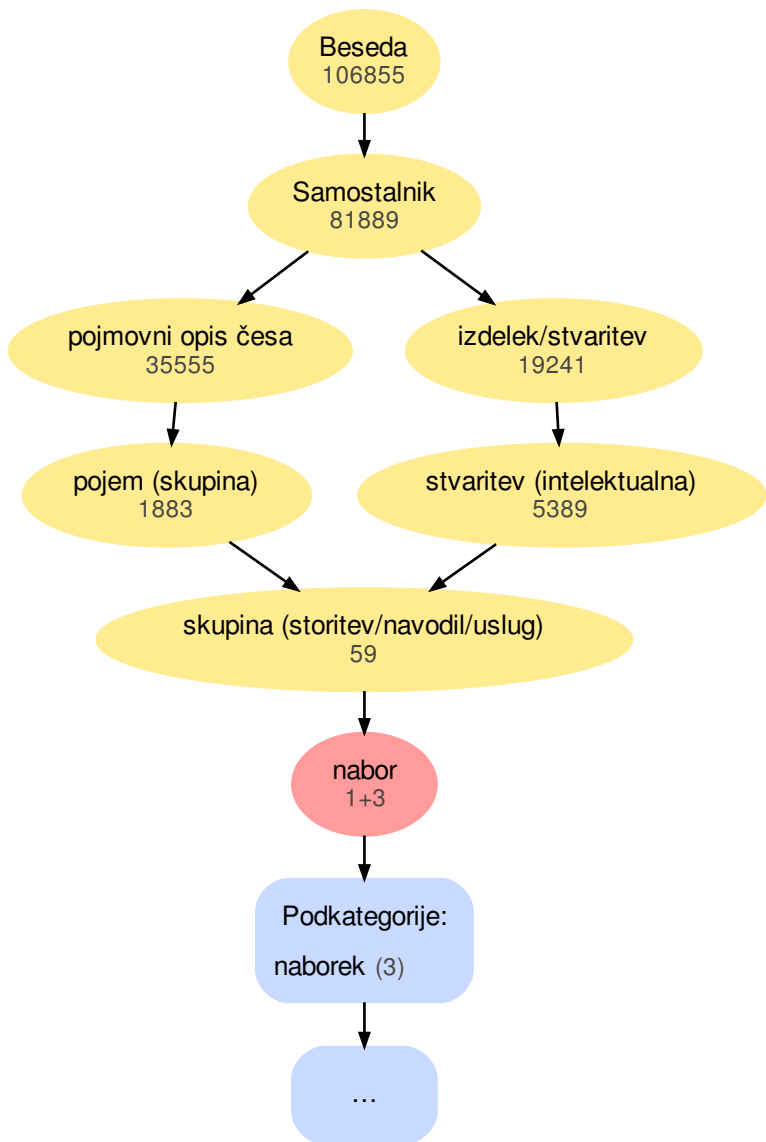 Beseda
106855
Samostalnik
81889
pojmovni opis česa
35555
izdelek/stvaritev
19241
pojem (skupina)
1883
stvaritev (intelektualna)
5389
skupina (storitev/navodil/uslug)
59
nabor
1+3
Podkategorije:
naborek (3)
…